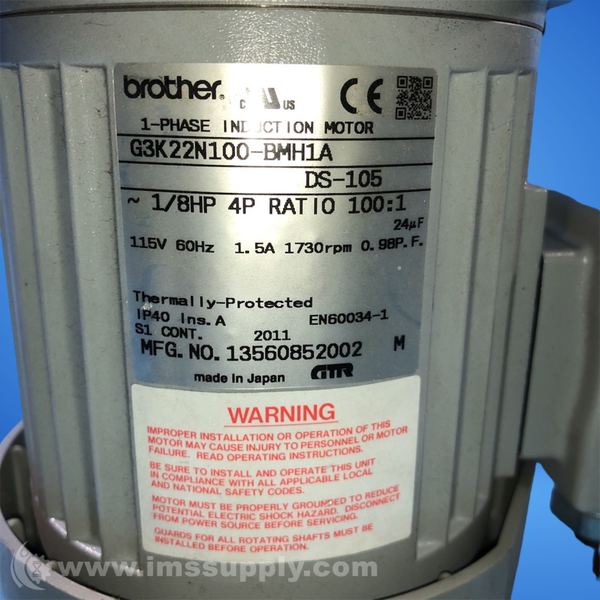 brother.
C US
CE
1-PHASE INDUCTION MOTOR
G3K22N100-BMH1A
DS-105
~ 1/8HP 4P RATIO 100:1
24µF
115V 60Hz 1.5A 1730rpm 0.98P.F.
Thermally-Protected
IP40 Ins.A EN60034-1
S1 CONT. 2011
MFG.NO.13560852002 M
made in Japan GTR
WARNING
IMPROPER INSTALLATION OR OPERATION OF THIS
MOTOR MAY CAUSE INJURY TO PERSONNEL OR MOTOR
FAILURE. READ OPERATING INSTRUCTIONS.
BE SURE TO INSTALL AND OPERATE THIS UNIT
IN COMPLIANCE WITH ALL APPLICABLE LOCAL
AND NATIONAL SAFETY CODES.
MOTOR MUST BE PROPERLY GROUNDED TO REDUCE
POTENTIAL ELECTRIC SHOCK HAZARD. DISCONNECT
FROM POWER SOURCE BEFORE SERVICING.
GUARDS FOR ALL ROTATING SHAFTS MUST BE
INSTALLED BEFORE OPERATION.
www.imssupply.com/